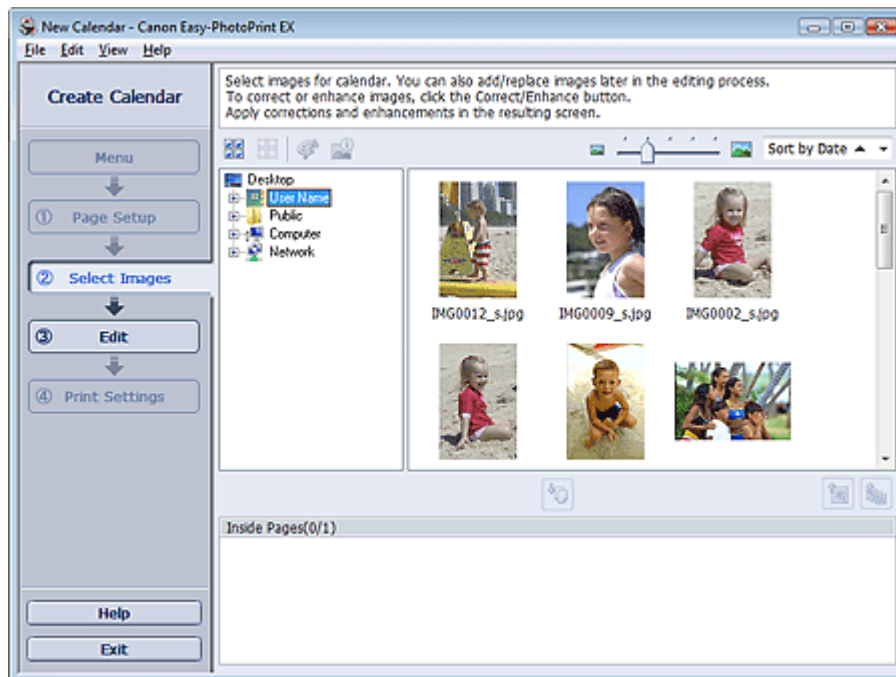 New Calendar - Canon Easy-PhotoPrint EX
File Edit View Help
Create Calendar
Menu
① Page Setup
② Select Images
③ Edit
④ Print Settings
Help
Exit
Select images for calendar. You can also add/replace images later in the editing process.
To correct or enhance images, click the Correct/Enhance button.
Apply corrections and enhancements in the resulting screen.
Sort by Date
Desktop
User Name
Public
Computer
Network
IMG0012_s.jpg IMG0009_s.jpg IMG0002_s.jpg
Inside Pages(0/1)